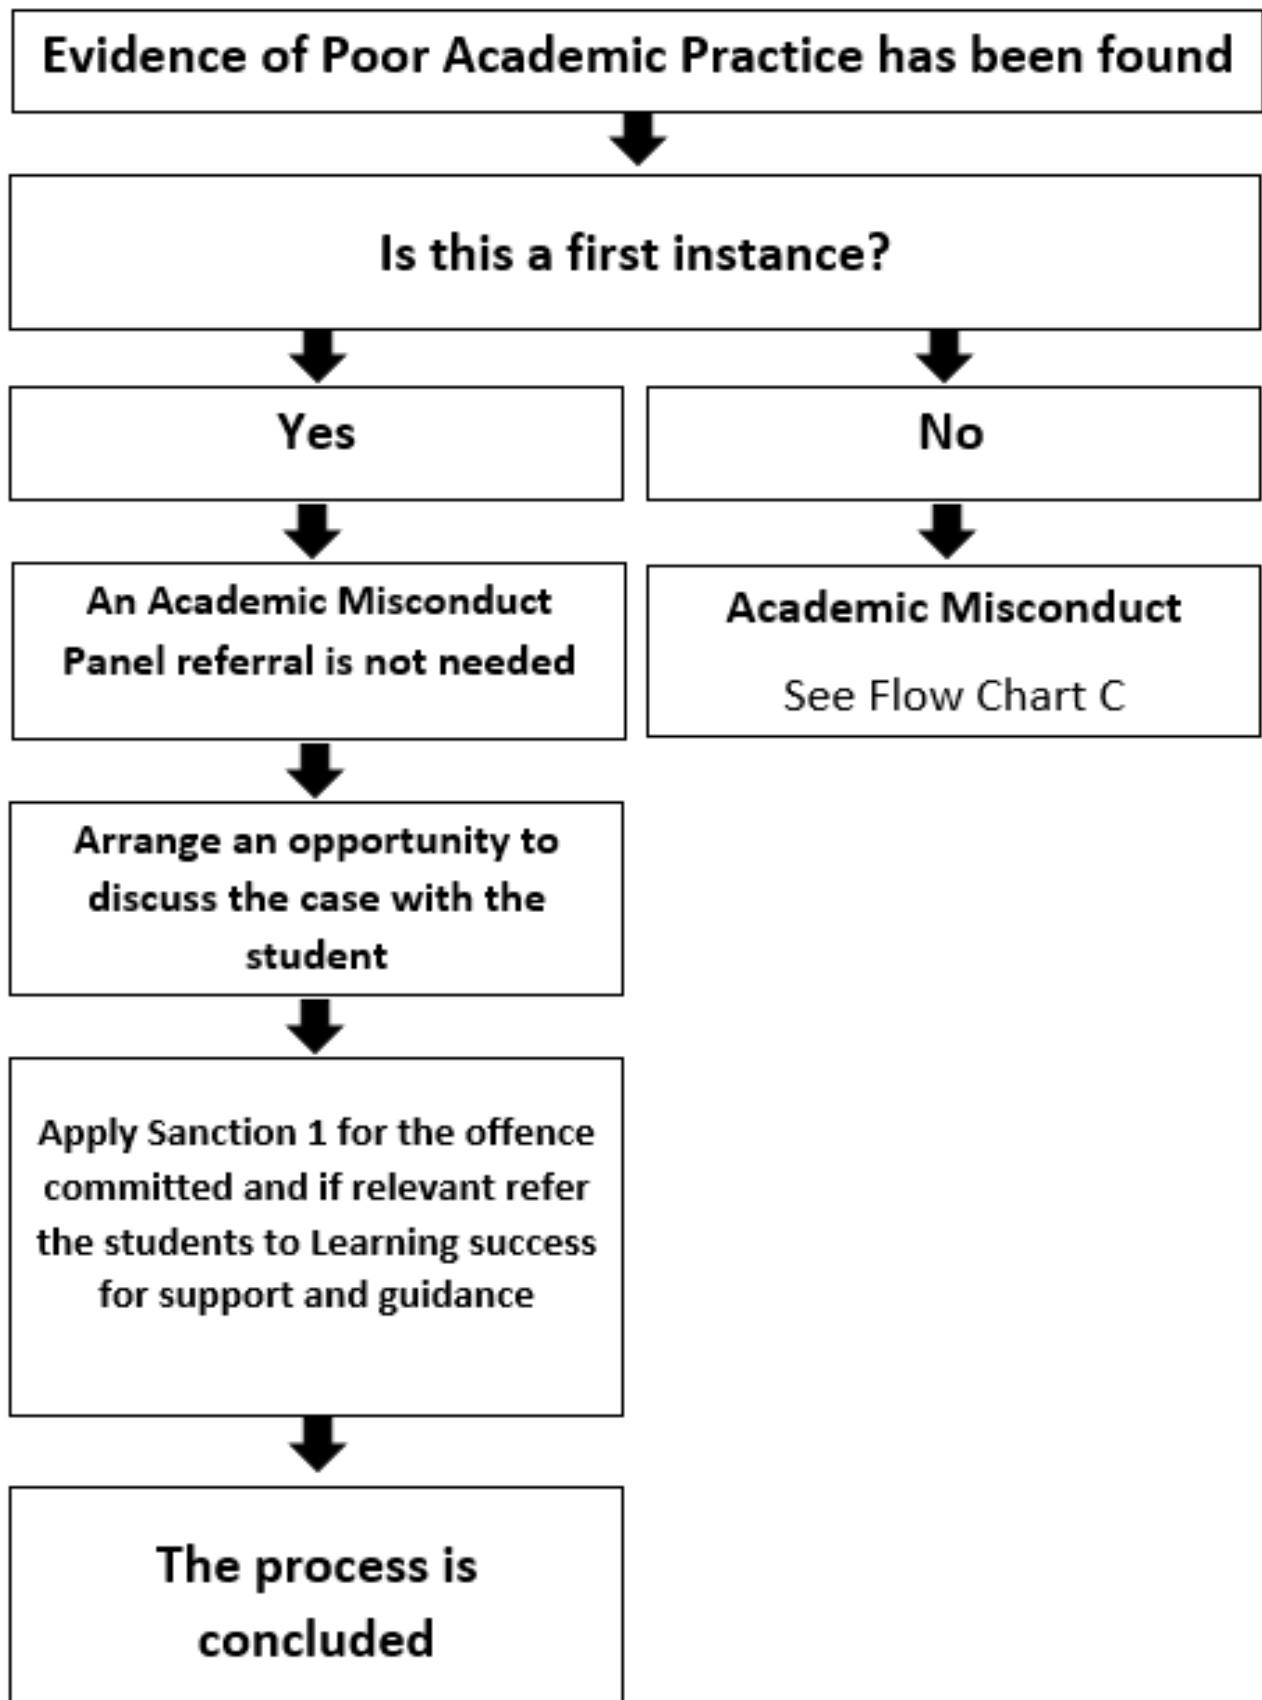 Evidence of Poor Academic Practice has been found
Is this a first instance?
Yes
No
An Academic Misconduct
Panel referral is not needed
Academic Misconduct
See Flow Chart C
Arrange an opportunity to
discuss the case with the
student
Apply Sanction 1 for the offence
committed and if relevant refer
the students to Learning success
for support and guidance
The process is
concluded